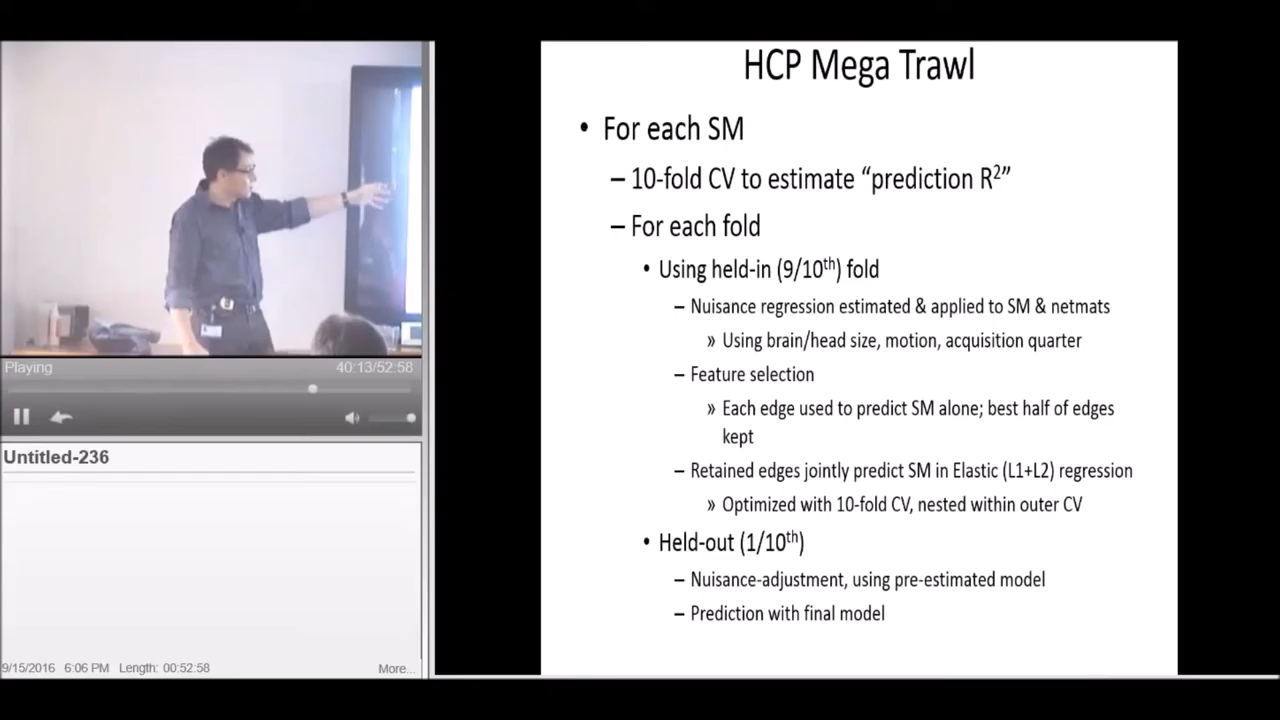 HCP Mega Trawl
• For each SM
– 10-fold CV to estimate “prediction R²”
– For each fold
• Using held-in (9/10th) fold
– Nuisance regression estimated & applied to SM & netmats
» Using brain/head size, motion, acquisition quarter
– Feature selection
» Each edge used to predict SM alone; best half of edges
kept
– Retained edges jointly predict SM in Elastic (L1+L2) regression
» Optimized with 10-fold CV, nested within outer CV
• Held-out (1/10th)
– Nuisance-adjustment, using pre-estimated model
– Prediction with final model
Playing 40:13/52:58
Untitled-236
9/15/2016 6:06 PM Length: 00:52:58 More...